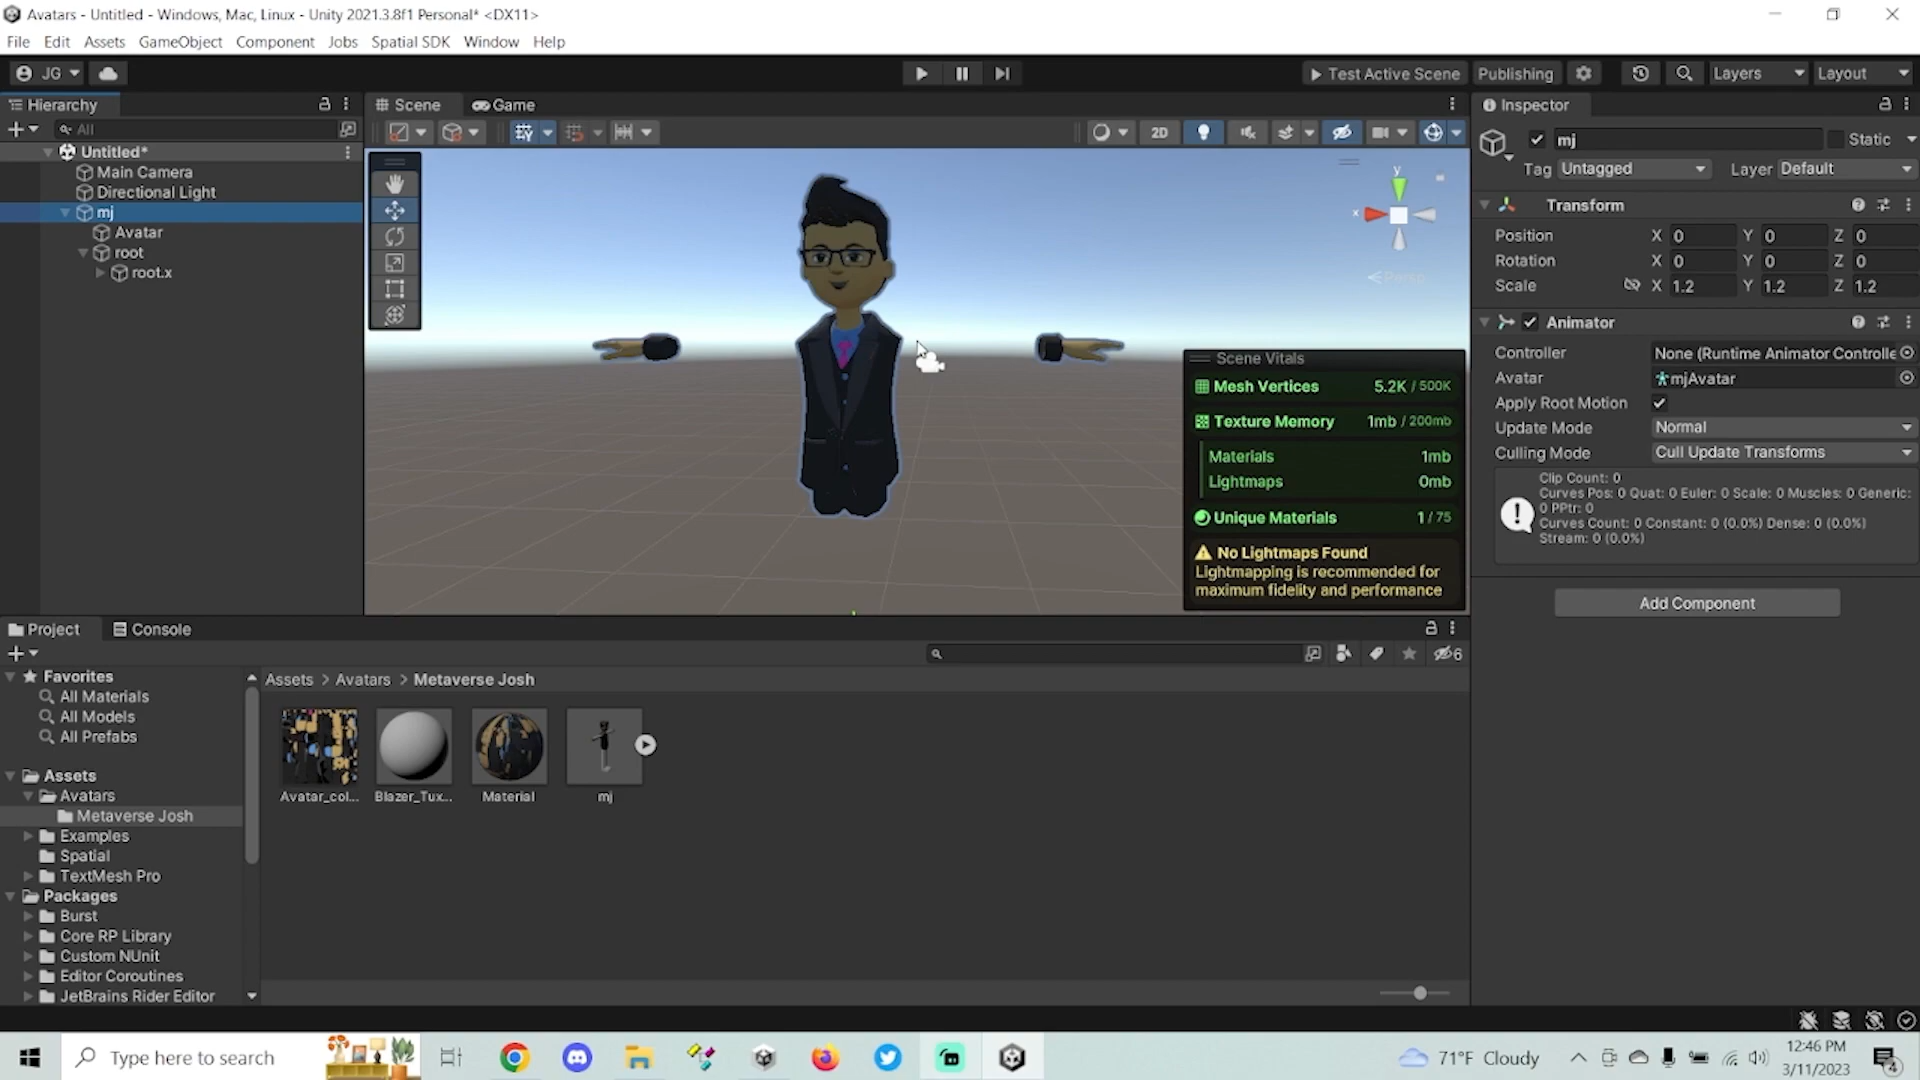 Avatars - Untitled - Windows, Mac, Linux - Unity 2021.3.8f1 Personal* <DX11>
File Edit Assets GameObject Component Jobs Spatial SDK Window Help
JG Test Active Scene Publishing Layers Layout
Hierarchy
All
Untitled*
Main Camera
Directional Light
mj
Avatar
root
root.x
Scene Game
2D
y
x
Persp
Scene Vitals
Mesh Vertices 5.2K / 500K
Texture Memory 1mb / 200mb
Materials 1mb
Lightmaps 0mb
Unique Materials 1 / 75
No Lightmaps Found
Lightmapping is recommended for
maximum fidelity and performance
Inspector
mj Static
Tag Untagged Layer Default
Transform
Position X 0 Y 0 Z 0
Rotation X 0 Y 0 Z 0
Scale X 1.2 Y 1.2 Z 1.2
Animator
Controller None (Runtime Animator Controlle
Avatar mjAvatar
Apply Root Motion
Update Mode Normal
Culling Mode Cull Update Transforms
Clip Count: 0
Curves Pos: 0 Quat: 0 Euler: 0 Scale: 0 Muscles: 0 Generic:
0 PPtr: 0
Curves Count: 0 Constant: 0 (0.0%) Dense: 0 (0.0%)
Stream: 0 (0.0%)
Add Component
Project Console
6
Favorites
All Materials
All Models
All Prefabs
Assets
Avatars
Metaverse Josh
Examples
Spatial
TextMesh Pro
Packages
Burst
Core RP Library
Custom NUnit
Editor Coroutines
JetBrains Rider Editor
Assets > Avatars > Metaverse Josh
Avatar_col... Blazer_Tux... Material mj
Type here to search
71°F Cloudy
12:46 PM
3/11/2023
4